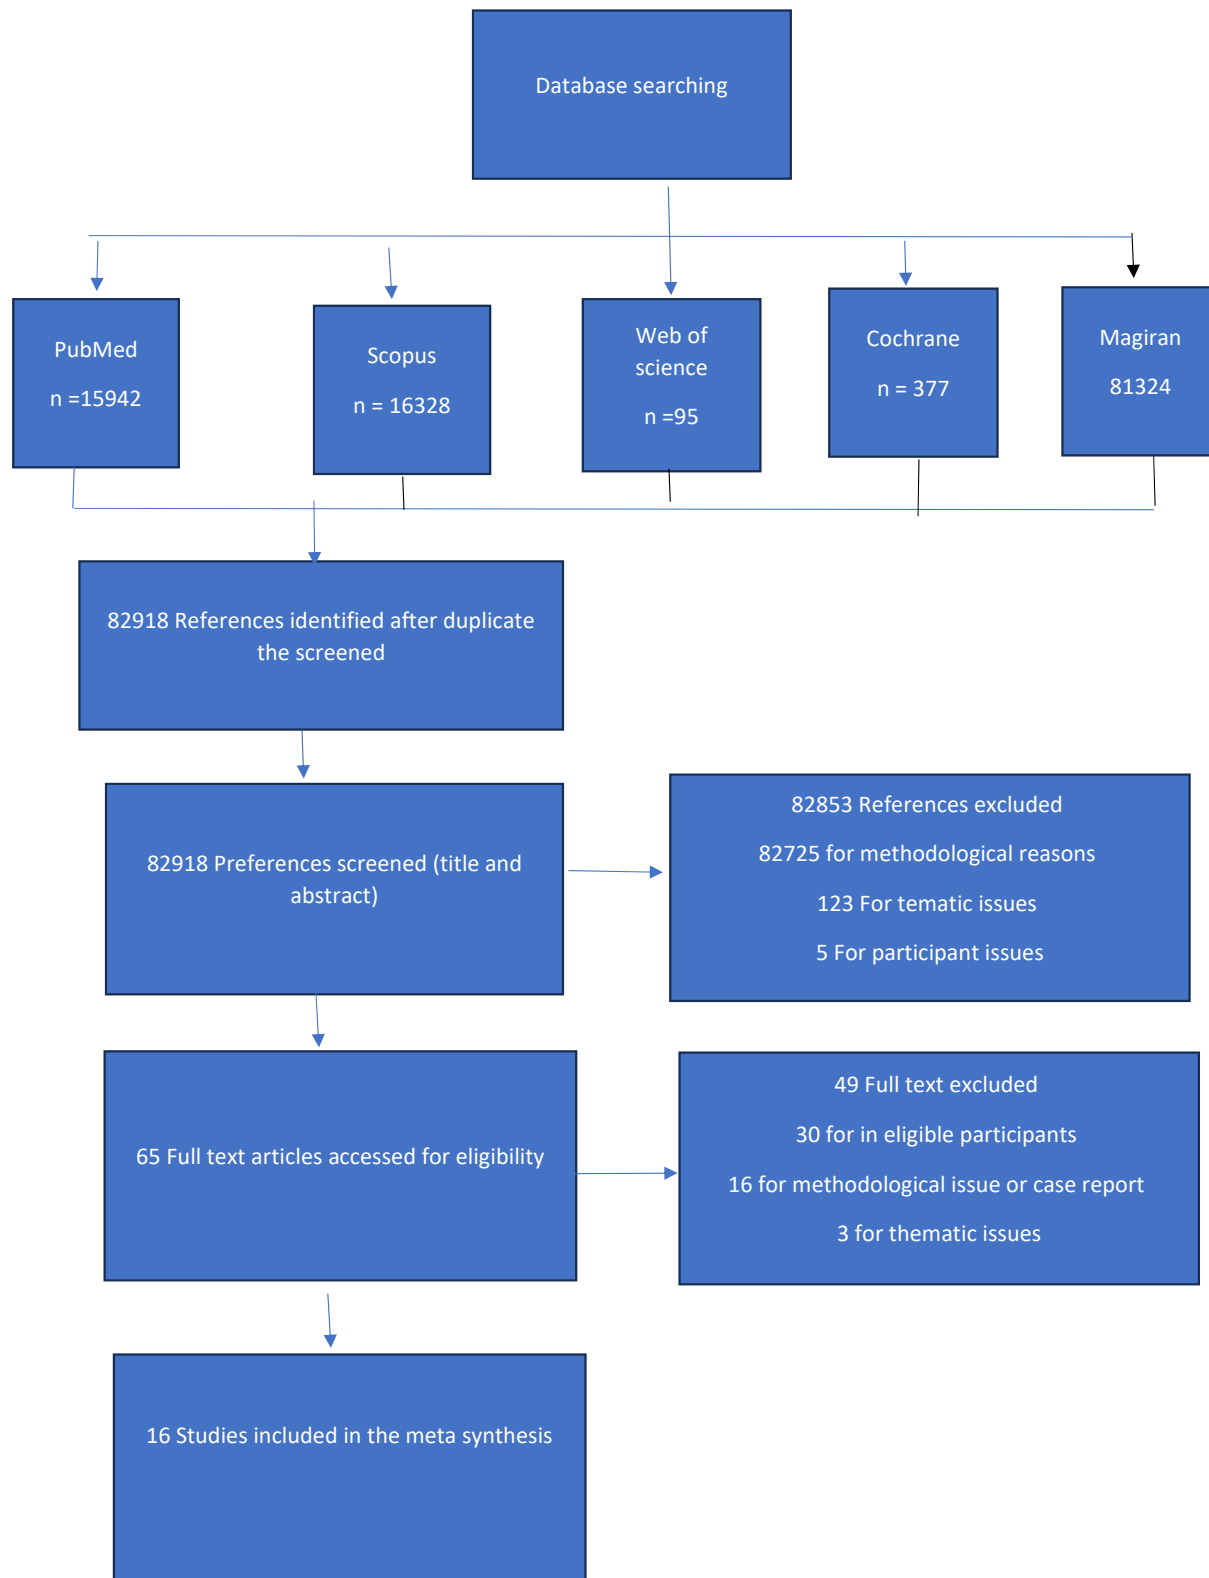 Database searching
PubMed
n =15942
Scopus
n = 16328
Web of
science
n =95
Cochrane
n = 377
Magiran
81324
82918 References identified after duplicate
the screened
82918 Preferences screened (title and
abstract)
82853 References excluded
82725 for methodological reasons
123 For tematic issues
5 For participant issues
65 Full text articles accessed for eligibility
49 Full text excluded
30 for in eligible participants
16 for methodological issue or case report
3 for thematic issues
16 Studies included in the meta synthesis